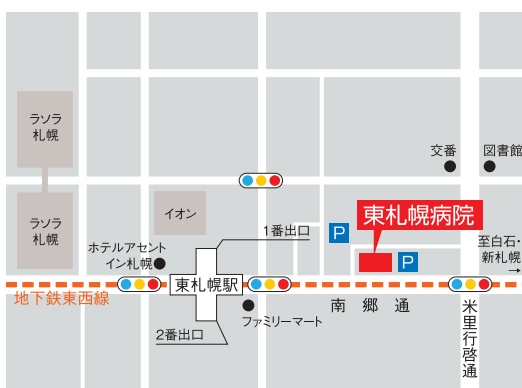 ラソラ
札幌
交番
図書館
ラソラ
札幌
イオン
P
東札幌病院
1番出口
ホテルアセント
イン札幌
至白石・
新札幌
→
P
東札幌駅
地下鉄東西線
南郷通
米里行啓通
ファミリーマート
2番出口